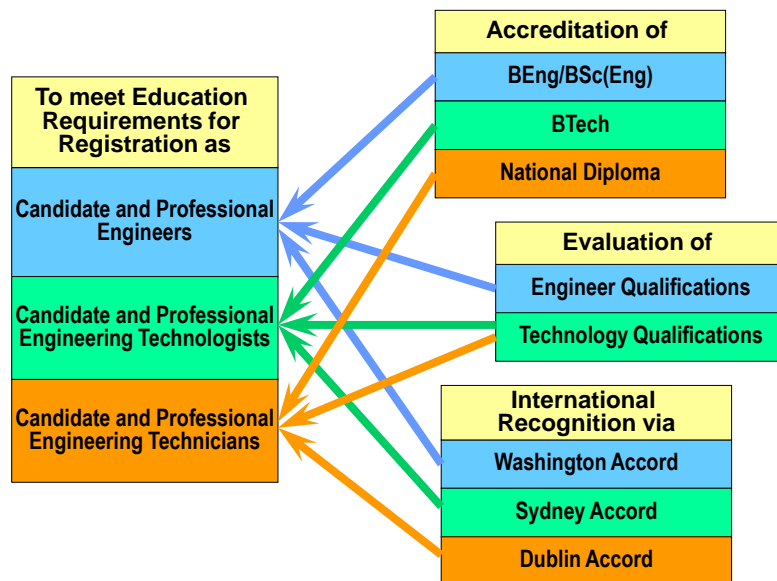 To meet Education
Requirements for
Registration as
Candidate and Professional
Engineers
Candidate and Professional
Engineering Technologists
Candidate and Professional
Engineering Technicians
Accreditation of
BEng/BSc(Eng)
BTech
National Diploma
Evaluation of
Engineer Qualifications
Technology Qualifications
International
Recognition via
Washington Accord
Sydney Accord
Dublin Accord